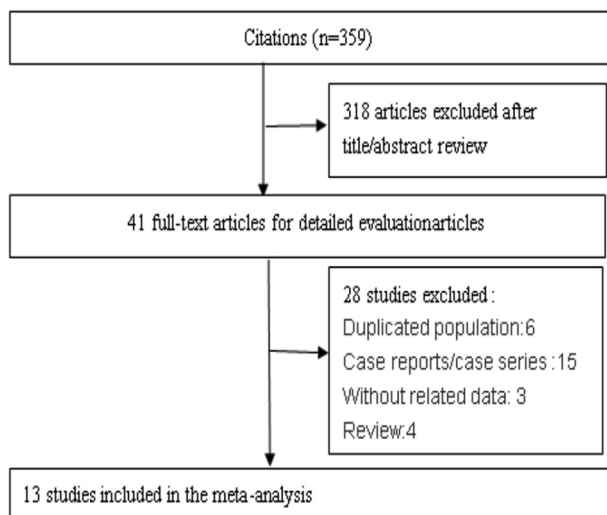 Citations (n=359)
318 articles excluded after
title/abstract review
41 full-text articles for detailed evaluationarticles
28 studies excluded :
Duplicated population:6
Case reports/case series :15
Without related data: 3
Review:4
13 studies included in the meta-analysis